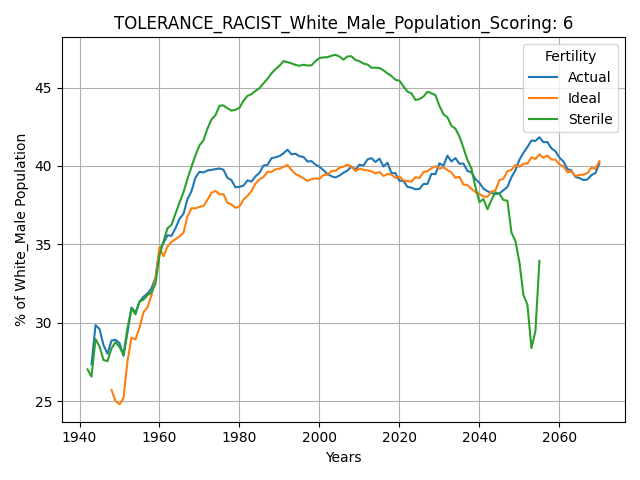 TOLERANCE_RACIST_White_Male_Population_Scoring: 6
Fertility
Actual
Ideal
Sterile
% of White_Male Population
45
40
35
30
25
1940 1960 1980 2000 2020 2040 2060
Years